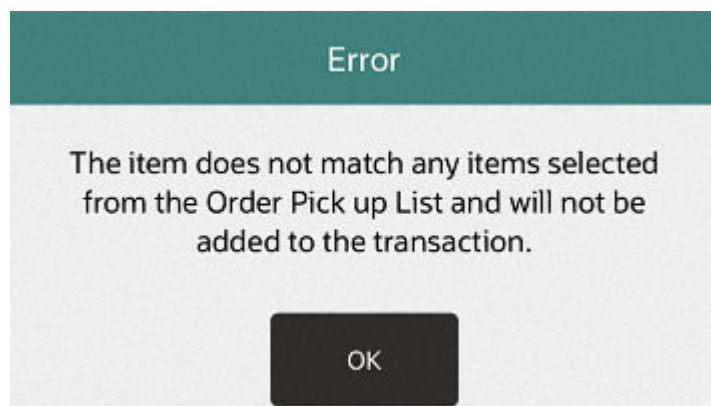 Error
The item does not match any items selected
from the Order Pick up List and will not be
added to the transaction.
OK